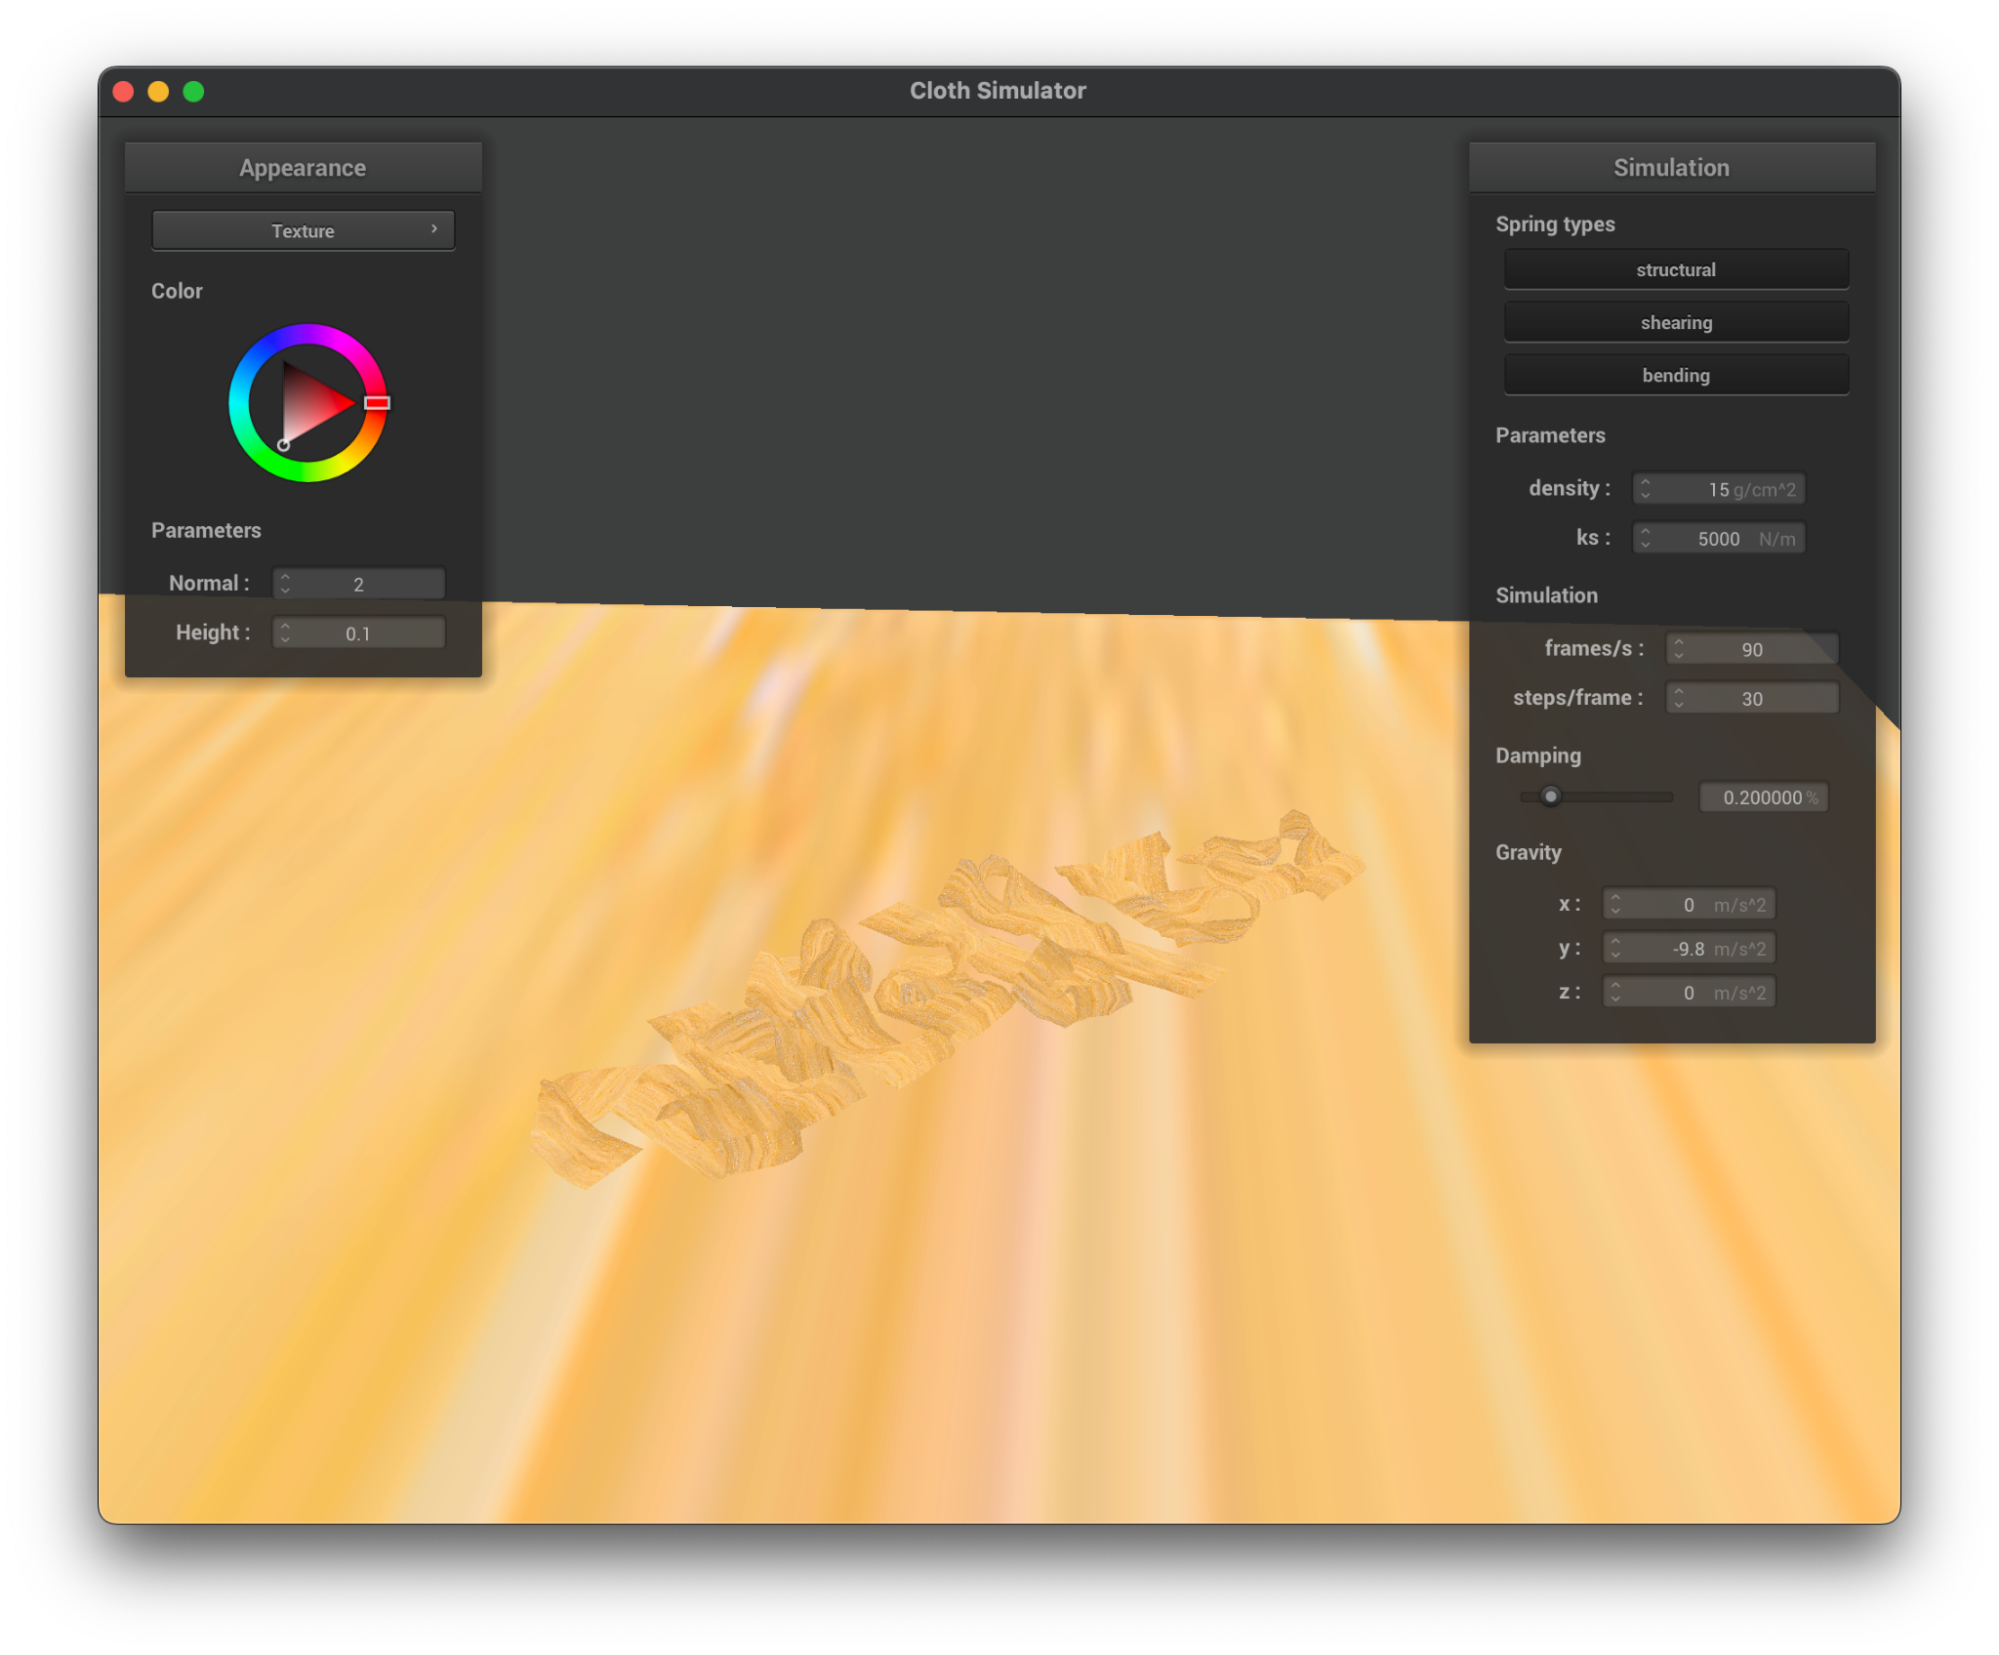 Cloth Simulator
Appearance
Texture
Color
Parameters
Normal : 2
Height : 0.1
Simulation
Spring types
structural
shearing
bending
Parameters
density : 15 g/cm^2
ks : 5000 N/m
Simulation
frames/s : 90
steps/frame : 30
Damping
0.200000 %
Gravity
x : 0 m/s^2
y : -9.8 m/s^2
z : 0 m/s^2